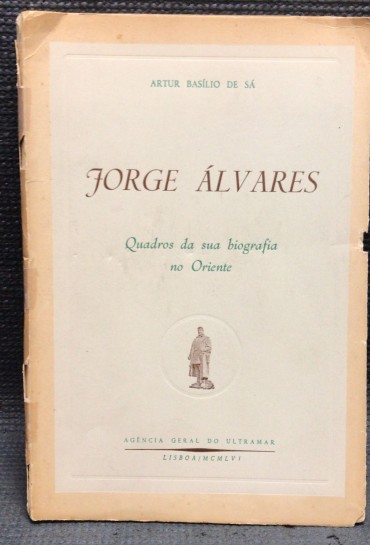 ARTUR BASÍLIO DE SÁ
JORGE ÁLVARES
Quadros da sua biografia
no Oriente
AGÊNCIA GERAL DO ULTRAMAR
LISBOA/MCMLVI